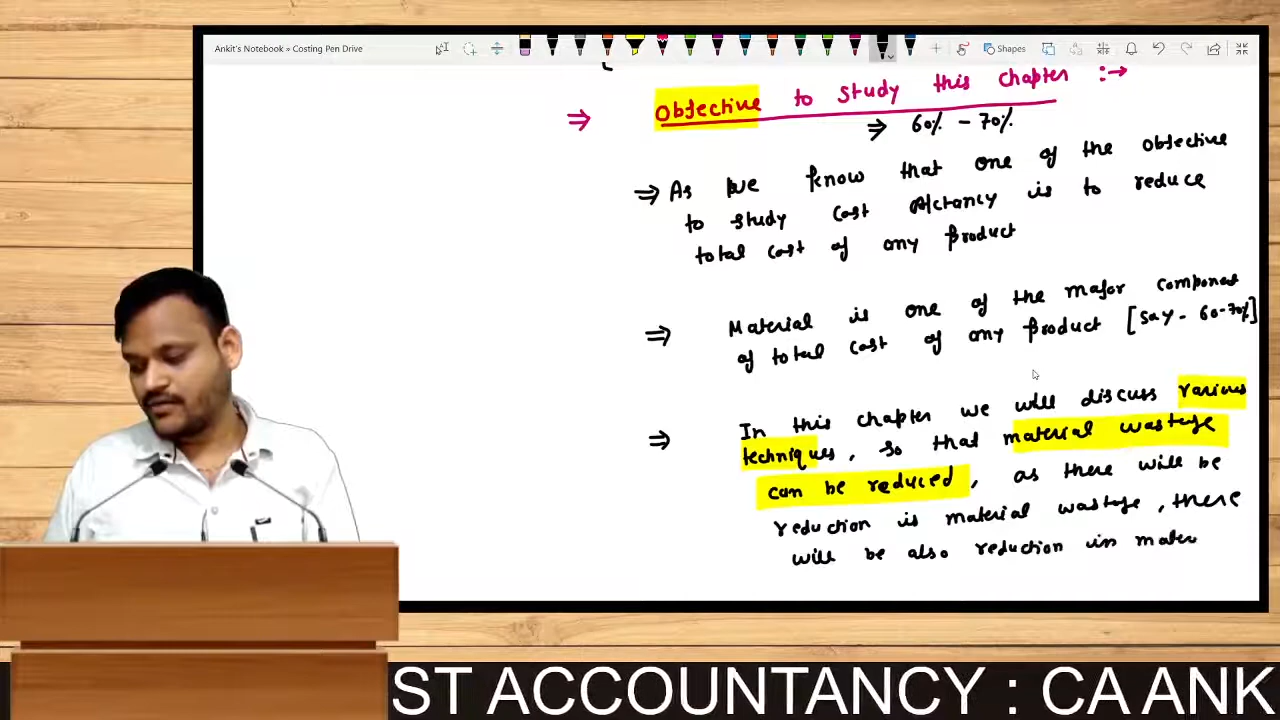 Ankit's Notebook » Costing Pen Drive
Shapes
⇒ Objective to study this chapter :→
⇒ 60% - 70%
⇒ As we know that one of the objective
to study cost A/ctancy is to reduce
total cost of any product
⇒ Material is one of the major component
of total cost of any product [Say - 60-70%]
⇒ In this chapter we will discuss various
techniques, so that material wastage
can be reduced, as there will be
reduction is material wastage, there
will be also reduction in mater
ST ACCOUNTANCY : CA ANK